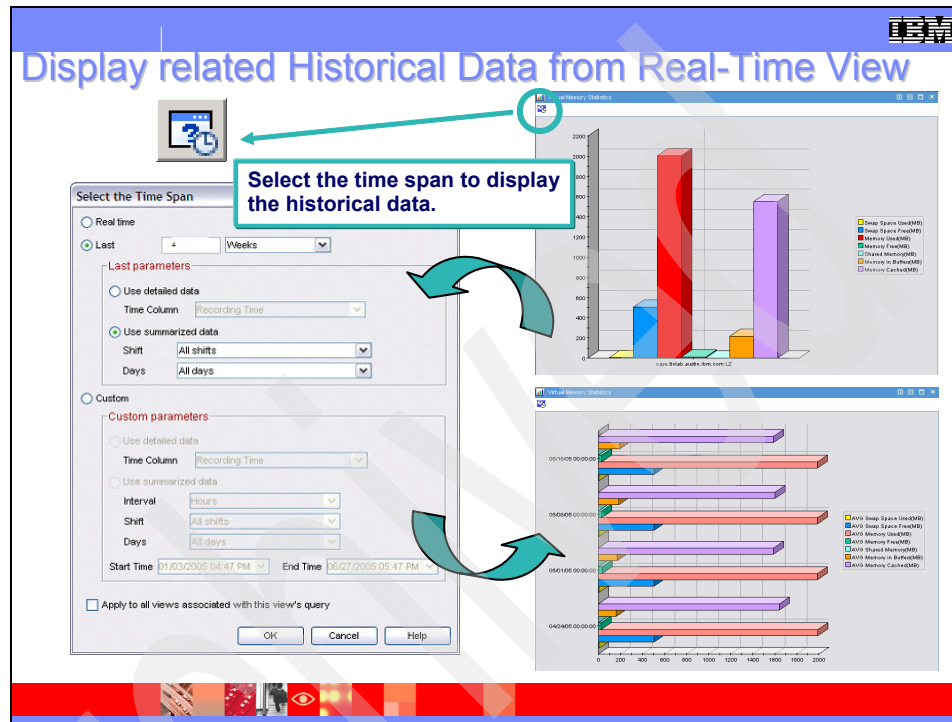 IBM
Display related Historical Data from Real-Time View
Select the time span to display
the historical data.
Select the Time Span
Real time
Last 4 Weeks
Last parameters
Use detailed data
Time Column Recording Time
Use summarized data
Shift All shifts
Days All days
Custom
Custom parameters
Use detailed data
Time Column Recording Time
Use summarized data
Interval Hours
Shift All shifts
Days All days
Start Time 01/03/2005 04:47 PM End Time 06/27/2005 05:47 PM
Apply to all views associated with this view's query
OK Cancel Help
Virtual Memory Statistics
2200
2000
1200
1000
800
600
400
200
0
Swap Space Used(MB)
Swap Space Free(MB)
Memory Used(MB)
Memory Free(MB)
Shared Memory(MB)
Memory in Buffers(MB)
Memory Cached(MB)
case.tivlab.austin.ibm.com:LZ
Virtual Memory Statistics
05/15/05 00:00:00
05/08/05 00:00:00
05/01/05 00:00:00
04/24/05 00:00:00
AVG Swap Space Used(MB)
AVG Swap Space Free(MB)
AVG Memory Used(MB)
AVG Memory Free(MB)
AVG Shared Memory(MB)
AVG Memory in Buffers(MB)
AVG Memory Cached(MB)
0 200 400 600 800 1000 1200 1400 1600 1800 2000